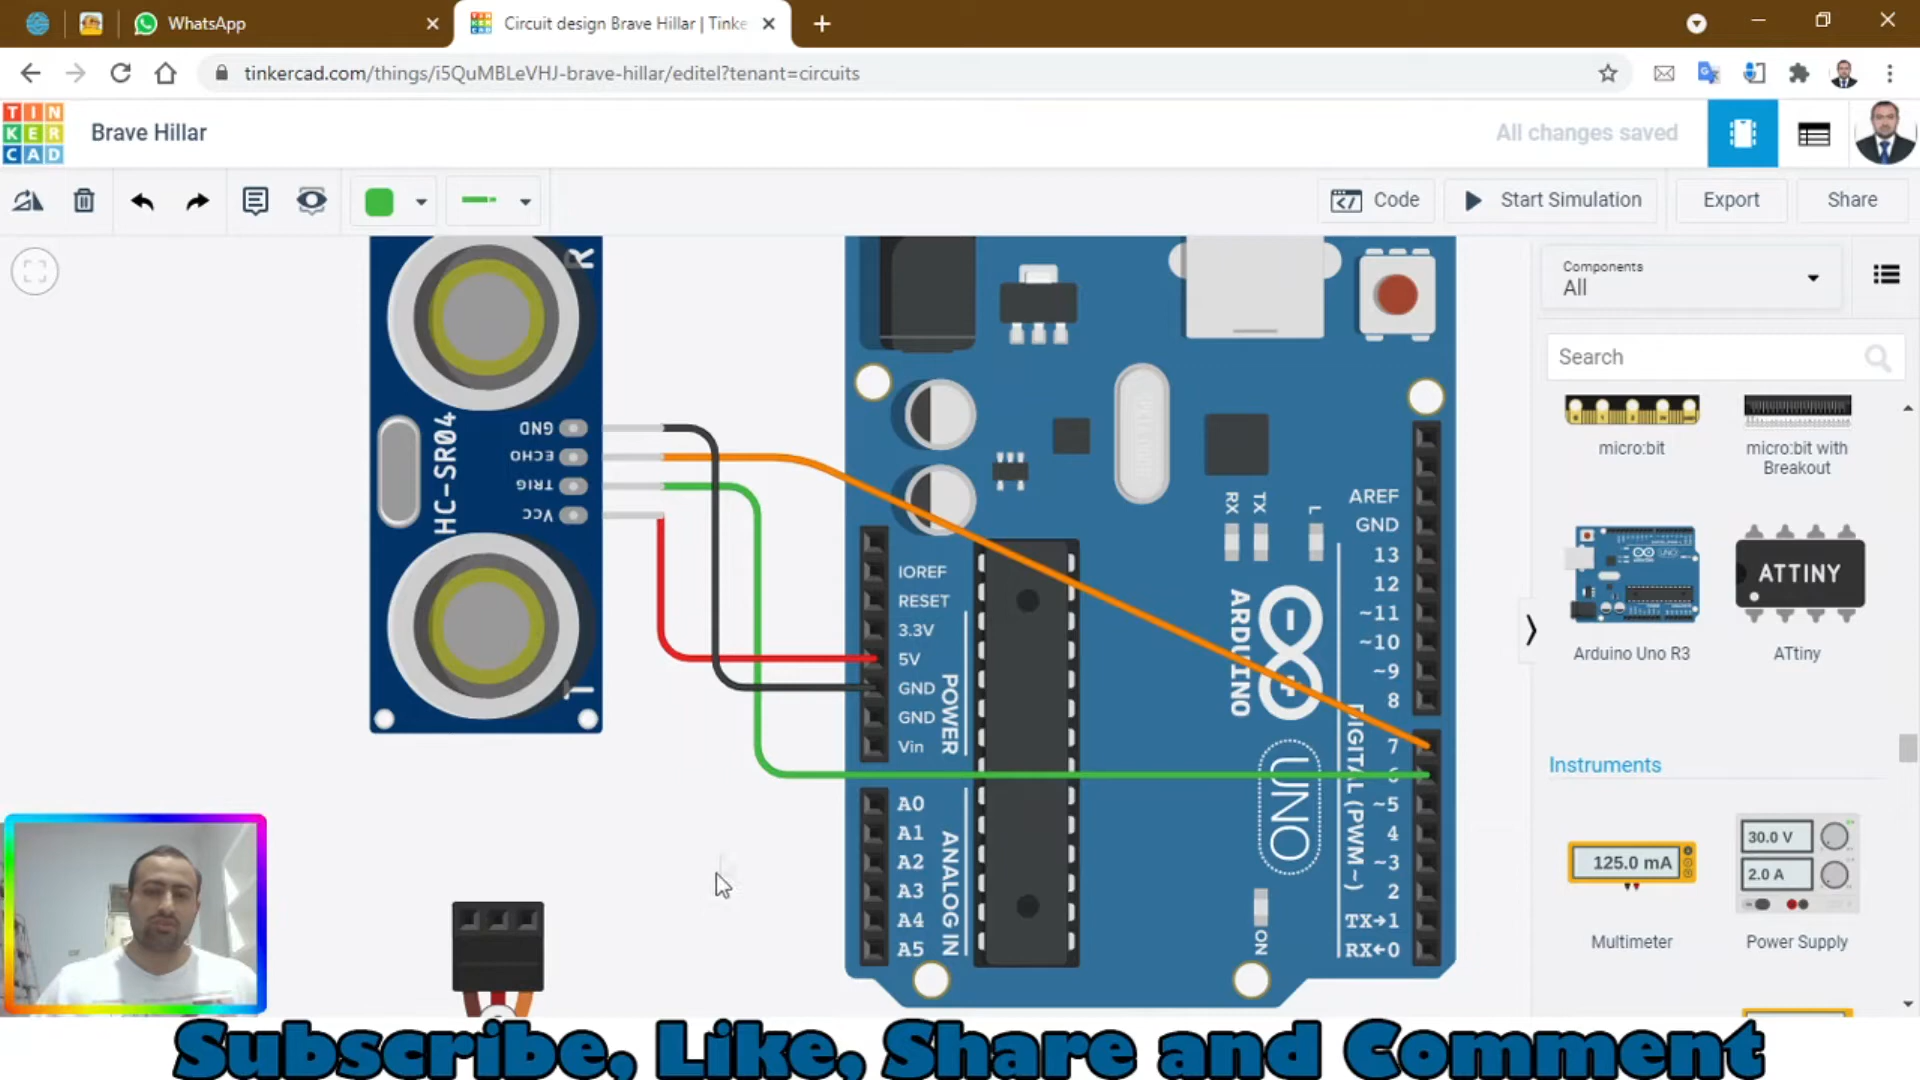 WhatsApp
Circuit design Brave Hillar | Tinke
tinkercad.com/things/i5QuMBLeVHJ-brave-hillar/editel?tenant=circuits
TIN
KER
CAD
Brave Hillar
All changes saved
Code
Start Simulation
Export
Share
Components
All
Search
micro:bit
micro:bit with
Breakout
Arduino Uno R3
ATTINY
ATtiny
Instruments
125.0 mA
Multimeter
30.0 V
2.0 A
Power Supply
R
HC-SR04
GND
ECHO
TRIG
Vcc
T
IOREF
RESET
3.3V
5V
GND
GND
Vin
POWER
A0
A1
A2
A3
A4
A5
ANALOG IN
RX
TX
L
ARDUINO
UNO
ON
AREF
GND
13
12
~11
~10
~9
8
7
~5
4
~3
2
TX→1
RX←0
DIGITAL (PWM ~)
Subscribe, Like, Share and Comment